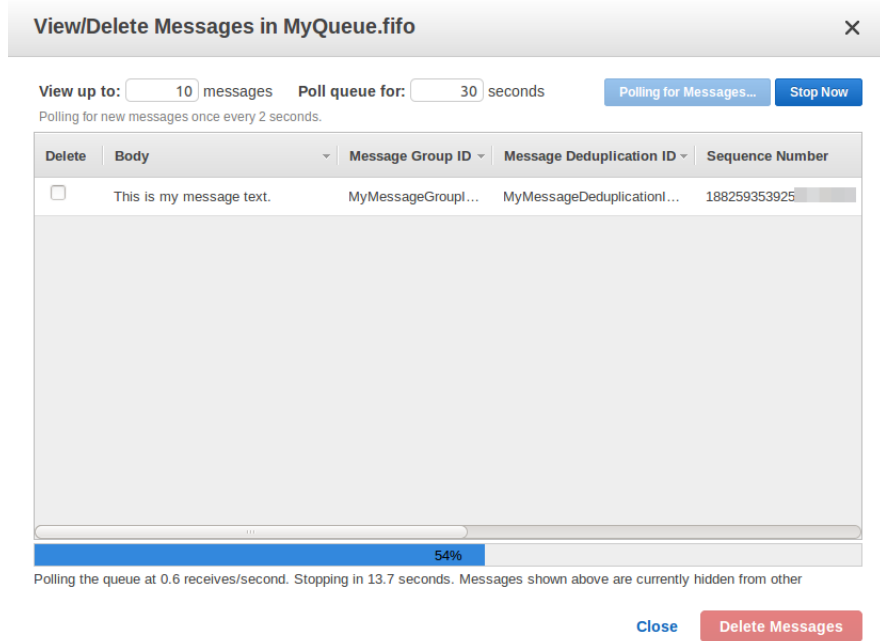 View/Delete Messages in MyQueue.fifo
View up to: 10 messages Poll queue for: 30 seconds Polling for Messages... Stop Now
Polling for new messages once every 2 seconds.
Delete Body Message Group ID Message Deduplication ID Sequence Number
This is my message text. MyMessageGroupI... MyMessageDeduplicationI... 188259353925
54%
Polling the queue at 0.6 receives/second. Stopping in 13.7 seconds. Messages shown above are currently hidden from other
Close Delete Messages